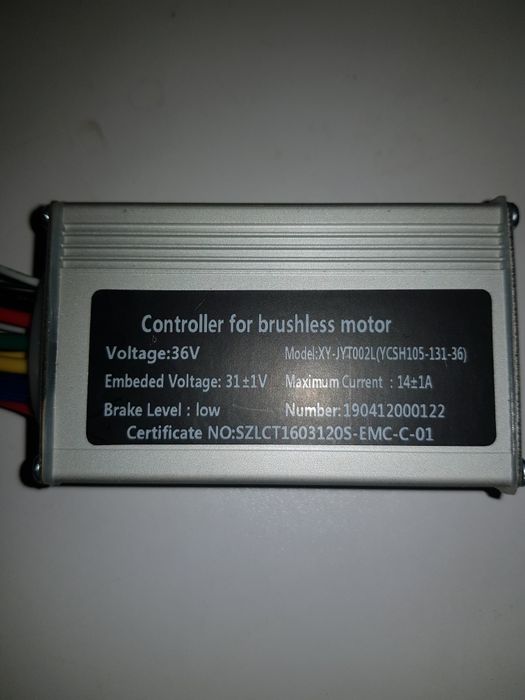 Controller for brushless motor
Voltage:36V Model:XY-JYT002L(YCSH105-131-36)
Embeded Voltage: 31±1V Maximum Current : 14±1A
Brake Level : low Number:190412000122
Certificate NO:SZLCT1603120S-EMC-C-01